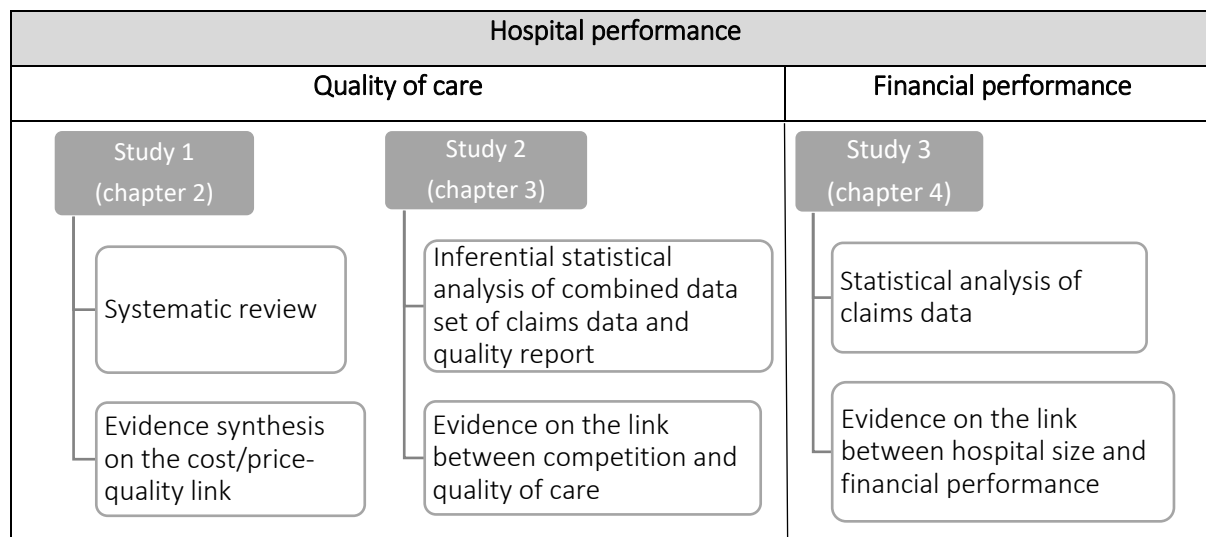 Hospital performance
Quality of care
Financial performance
Study 1
(chapter 2)
Systematic review
Evidence synthesis
on the cost/price-
quality link
Study 2
(chapter 3)
Inferential statistical
analysis of combined data
set of claims data and
quality report
Evidence on the link
between competition and
quality of care
Study 3
(chapter 4)
Statistical analysis of
claims data
Evidence on the link
between hospital size and
financial performance